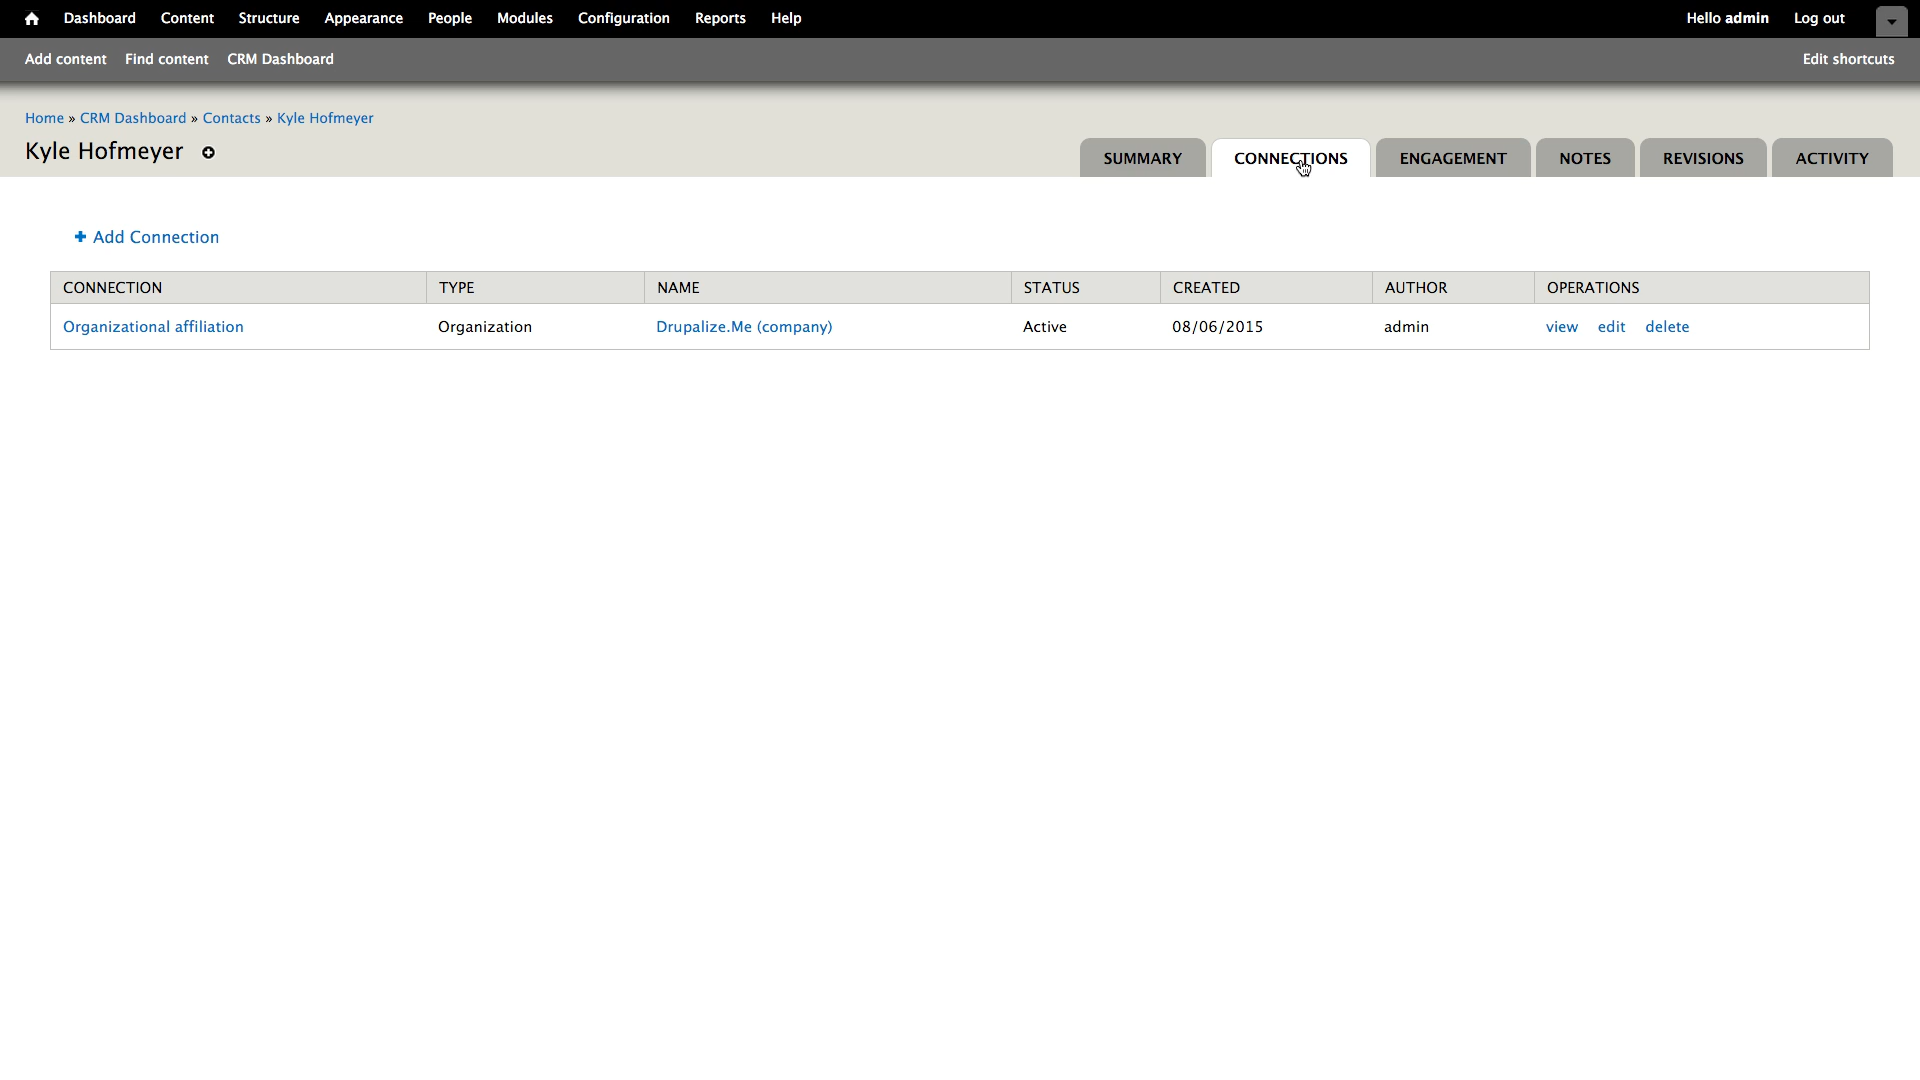 Dashboard Content Structure Appearance People Modules Configuration Reports Help Hello admin Log out
Add content Find content CRM Dashboard Edit shortcuts
Home » CRM Dashboard » Contacts » Kyle Hofmeyer
Kyle Hofmeyer
SUMMARY CONNECTIONS ENGAGEMENT NOTES REVISIONS ACTIVITY
Add Connection
CONNECTION TYPE NAME STATUS CREATED AUTHOR OPERATIONS
Organizational affiliation Organization Drupalize.Me (company) Active 08/06/2015 admin view edit delete